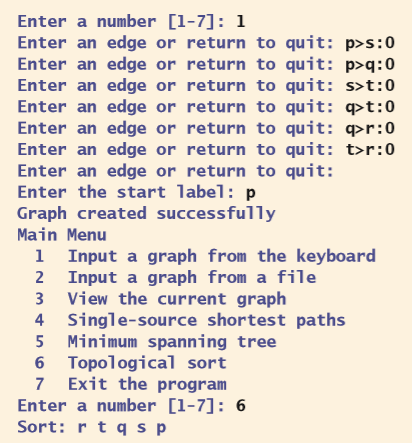 Enter a number [1-7]: 1
Enter an edge or return to quit: p>s:0
Enter an edge or return to quit: p>q:0
Enter an edge or return to quit: s>t:0
Enter an edge or return to quit: q>t:0
Enter an edge or return to quit: q>r:0
Enter an edge or return to quit: t>r:0
Enter an edge or return to quit:
Enter the start label: p
Graph created successfully
Main Menu
1 Input a graph from the keyboard
2 Input a graph from a file
3 View the current graph
4 Single-source shortest paths
5 Minimum spanning tree
6 Topological sort
7 Exit the program
Enter a number [1-7]: 6
Sort: r t q s p